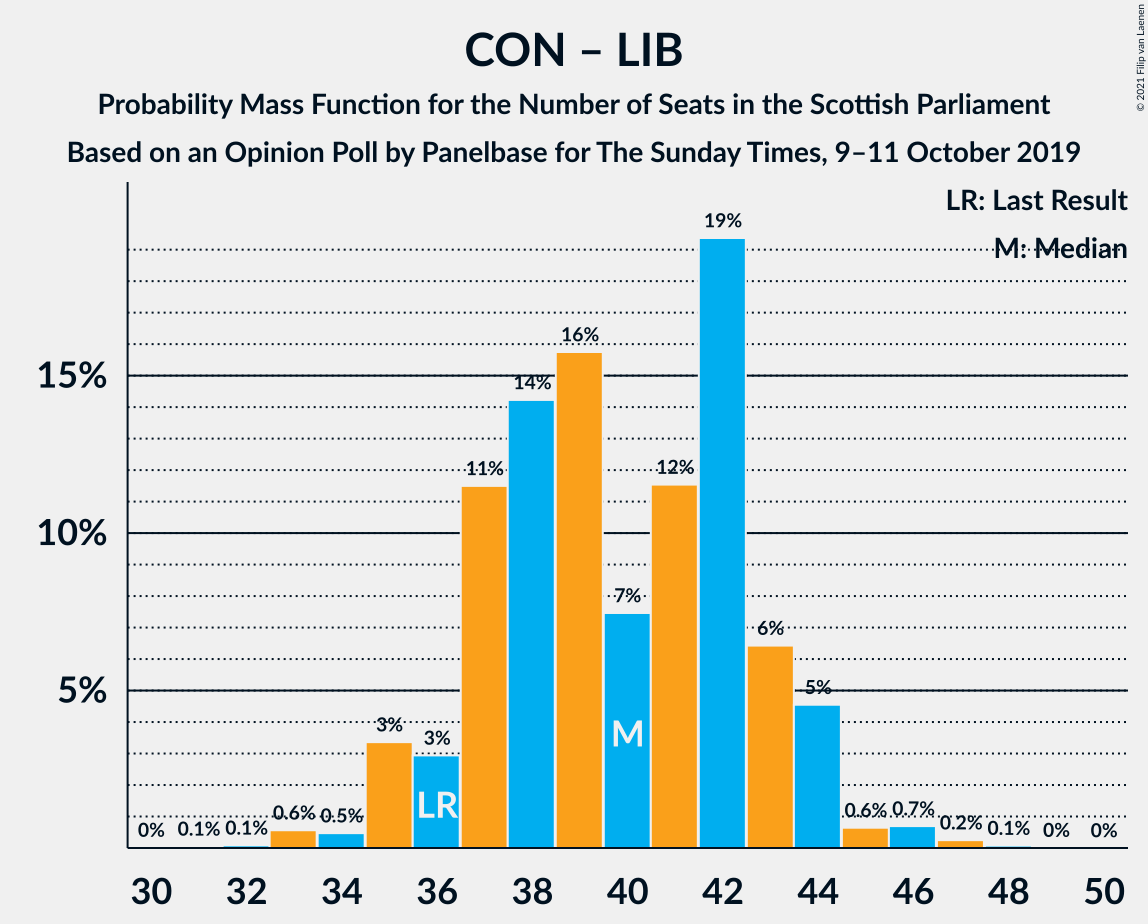 CON – LIB
Probability Mass Function for the Number of Seats in the Scottish Parliament
Based on an Opinion Poll by Panelbase for The Sunday Times, 9–11 October 2019
© 2021 Filip van Laenen
LR: Last Result
M: Median
15%
10%
5%
0%
0.1%
0.1%
0.6%
0.5%
3%
3%
11%
14%
16%
7%
12%
19%
6%
5%
0.6%
0.7%
0.2%
0.1%
0%
0%
LR
M
30 32 34 36 38 40 42 44 46 48 50